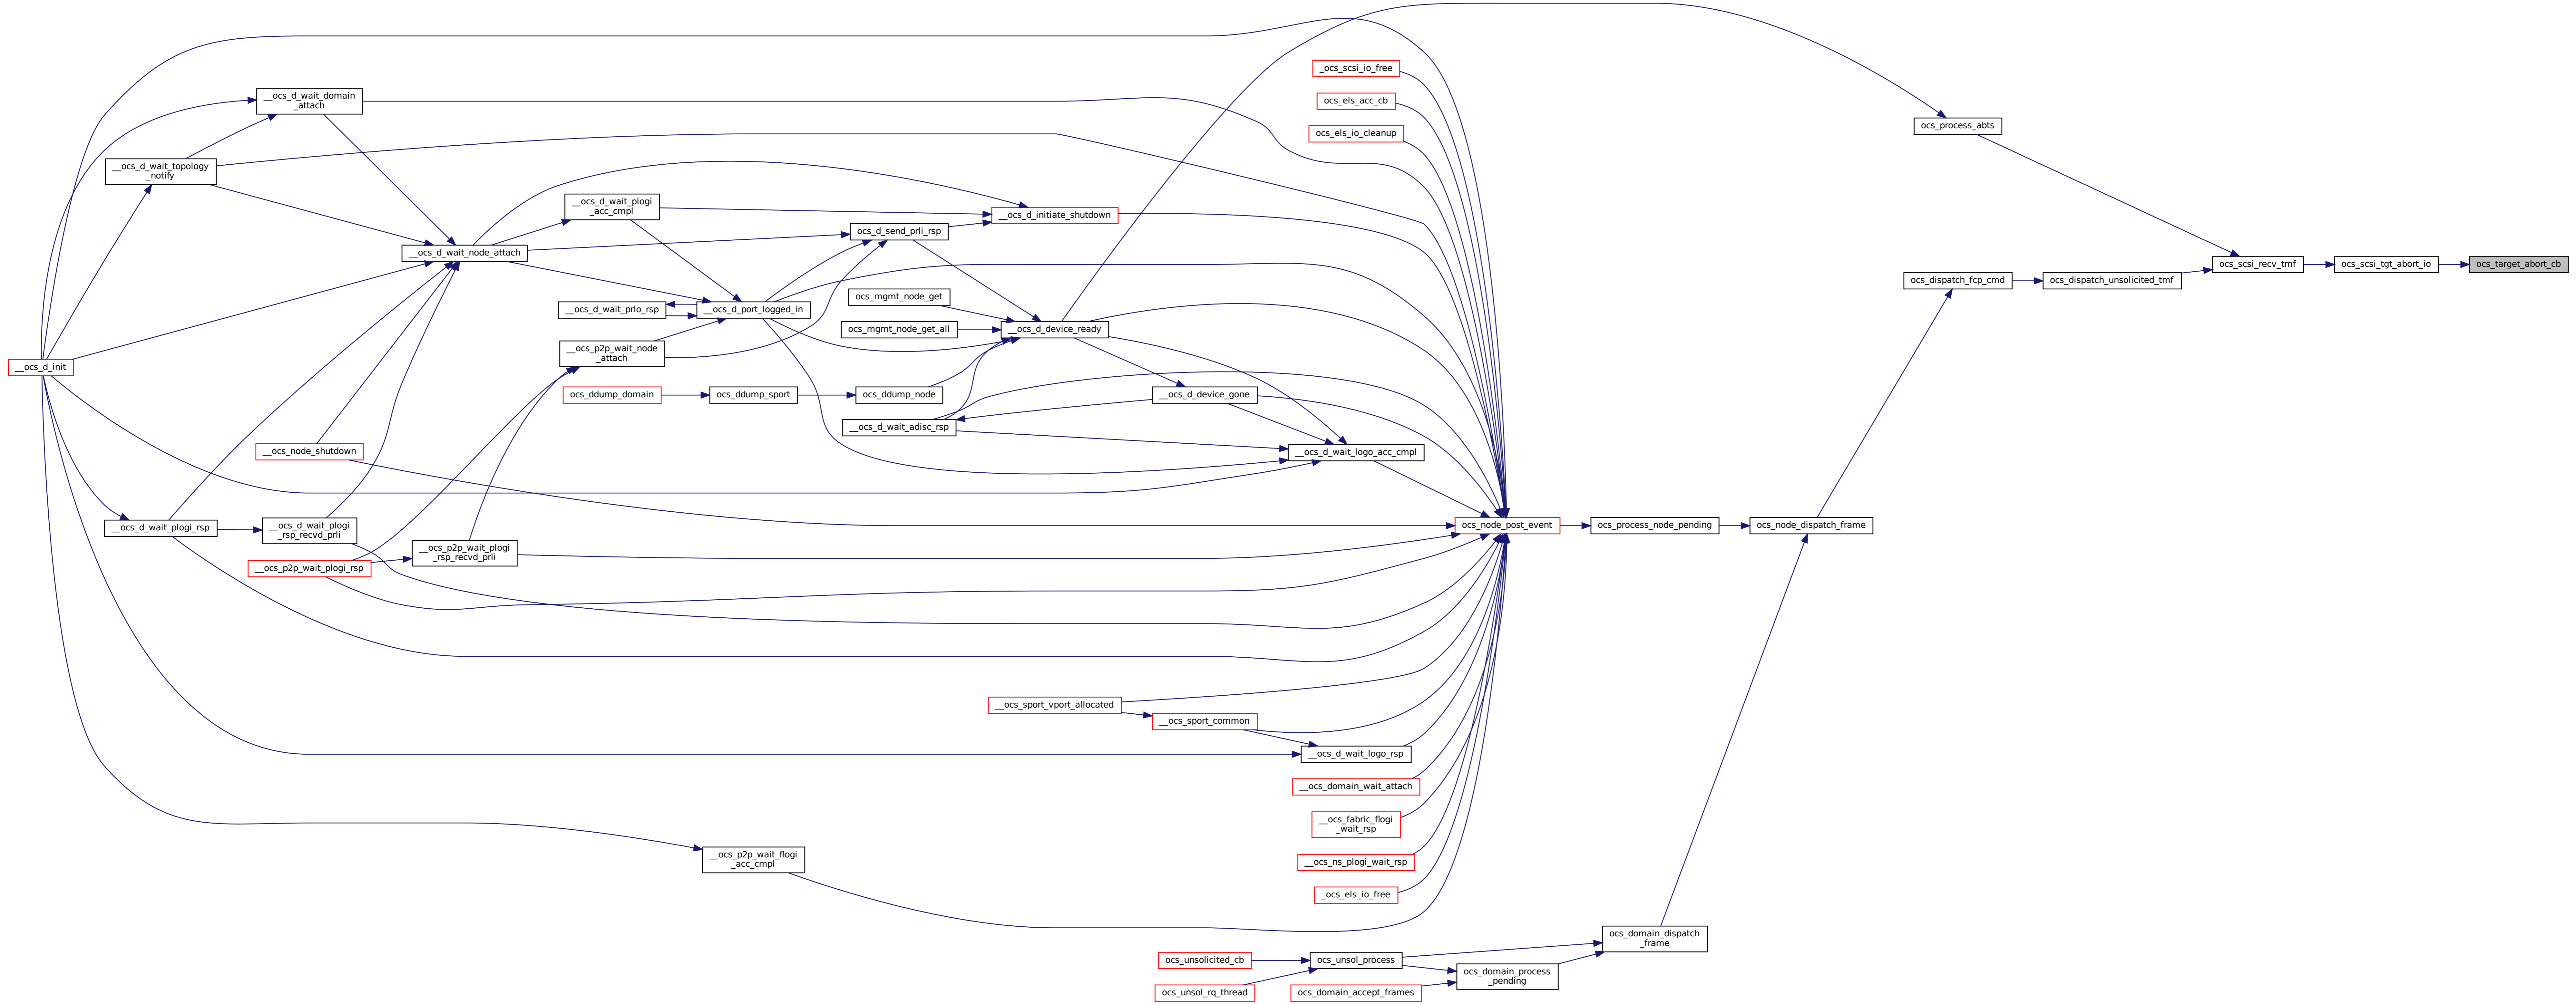 _ocs_scsi_io_free
ocs_els_acc_cb
__ocs_d_wait_domain
_attach
ocs_process_abts
ocs_els_io_cleanup
__ocs_d_wait_topology
_notify
__ocs_d_wait_plogi
_acc_cmpl
__ocs_d_initiate_shutdown
ocs_d_send_prli_rsp
__ocs_d_wait_node_attach
ocs_scsi_recv_tmf
ocs_scsi_tgt_abort_io
ocs_target_abort_cb
ocs_dispatch_fcp_cmd
ocs_dispatch_unsolicited_tmf
ocs_mgmt_node_get
__ocs_d_wait_prlo_rsp
__ocs_d_port_logged_in
ocs_mgmt_node_get_all
__ocs_d_device_ready
__ocs_p2p_wait_node
_attach
__ocs_d_init
ocs_ddump_domain
ocs_ddump_sport
ocs_ddump_node
__ocs_d_device_gone
__ocs_d_wait_adisc_rsp
__ocs_node_shutdown
__ocs_d_wait_logo_acc_cmpl
__ocs_d_wait_plogi_rsp
__ocs_d_wait_plogi
_rsp_recvd_prli
ocs_node_post_event
ocs_process_node_pending
ocs_node_dispatch_frame
__ocs_p2p_wait_plogi
_rsp_recvd_prli
__ocs_p2p_wait_plogi_rsp
__ocs_sport_vport_allocated
__ocs_sport_common
__ocs_d_wait_logo_rsp
__ocs_domain_wait_attach
__ocs_fabric_flogi
_wait_rsp
__ocs_p2p_wait_flogi
_acc_cmpl
__ocs_ns_plogi_wait_rsp
_ocs_els_io_free
ocs_domain_dispatch
_frame
ocs_unsolicited_cb
ocs_unsol_process
ocs_domain_process
_pending
ocs_unsol_rq_thread
ocs_domain_accept_frames